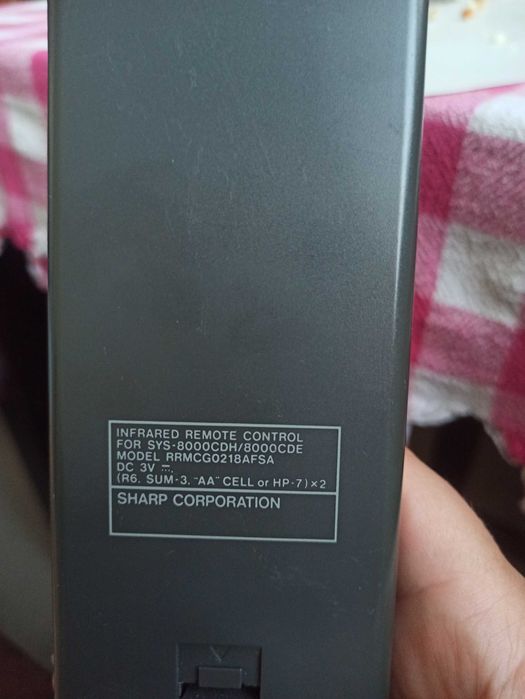 INFRARED REMOTE CONTROL
FOR SYS-8000CDH/8000CDE
MODEL RRMCG0218AFSA
DC 3V ⎓,
(R6, SUM-3, "AA" CELL or HP-7)×2
SHARP CORPORATION